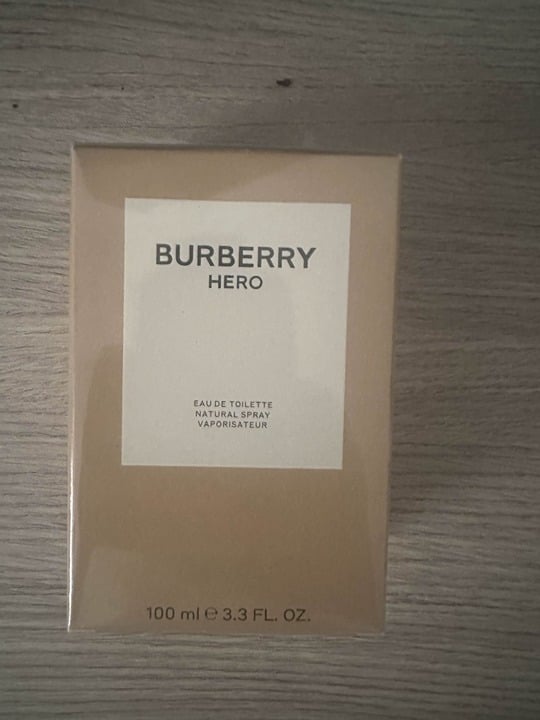 BURBERRY
HERO
EAU DE TOILETTE
NATURAL SPRAY
VAPORISATEUR
100 ml ℮ 3.3 FL. OZ.